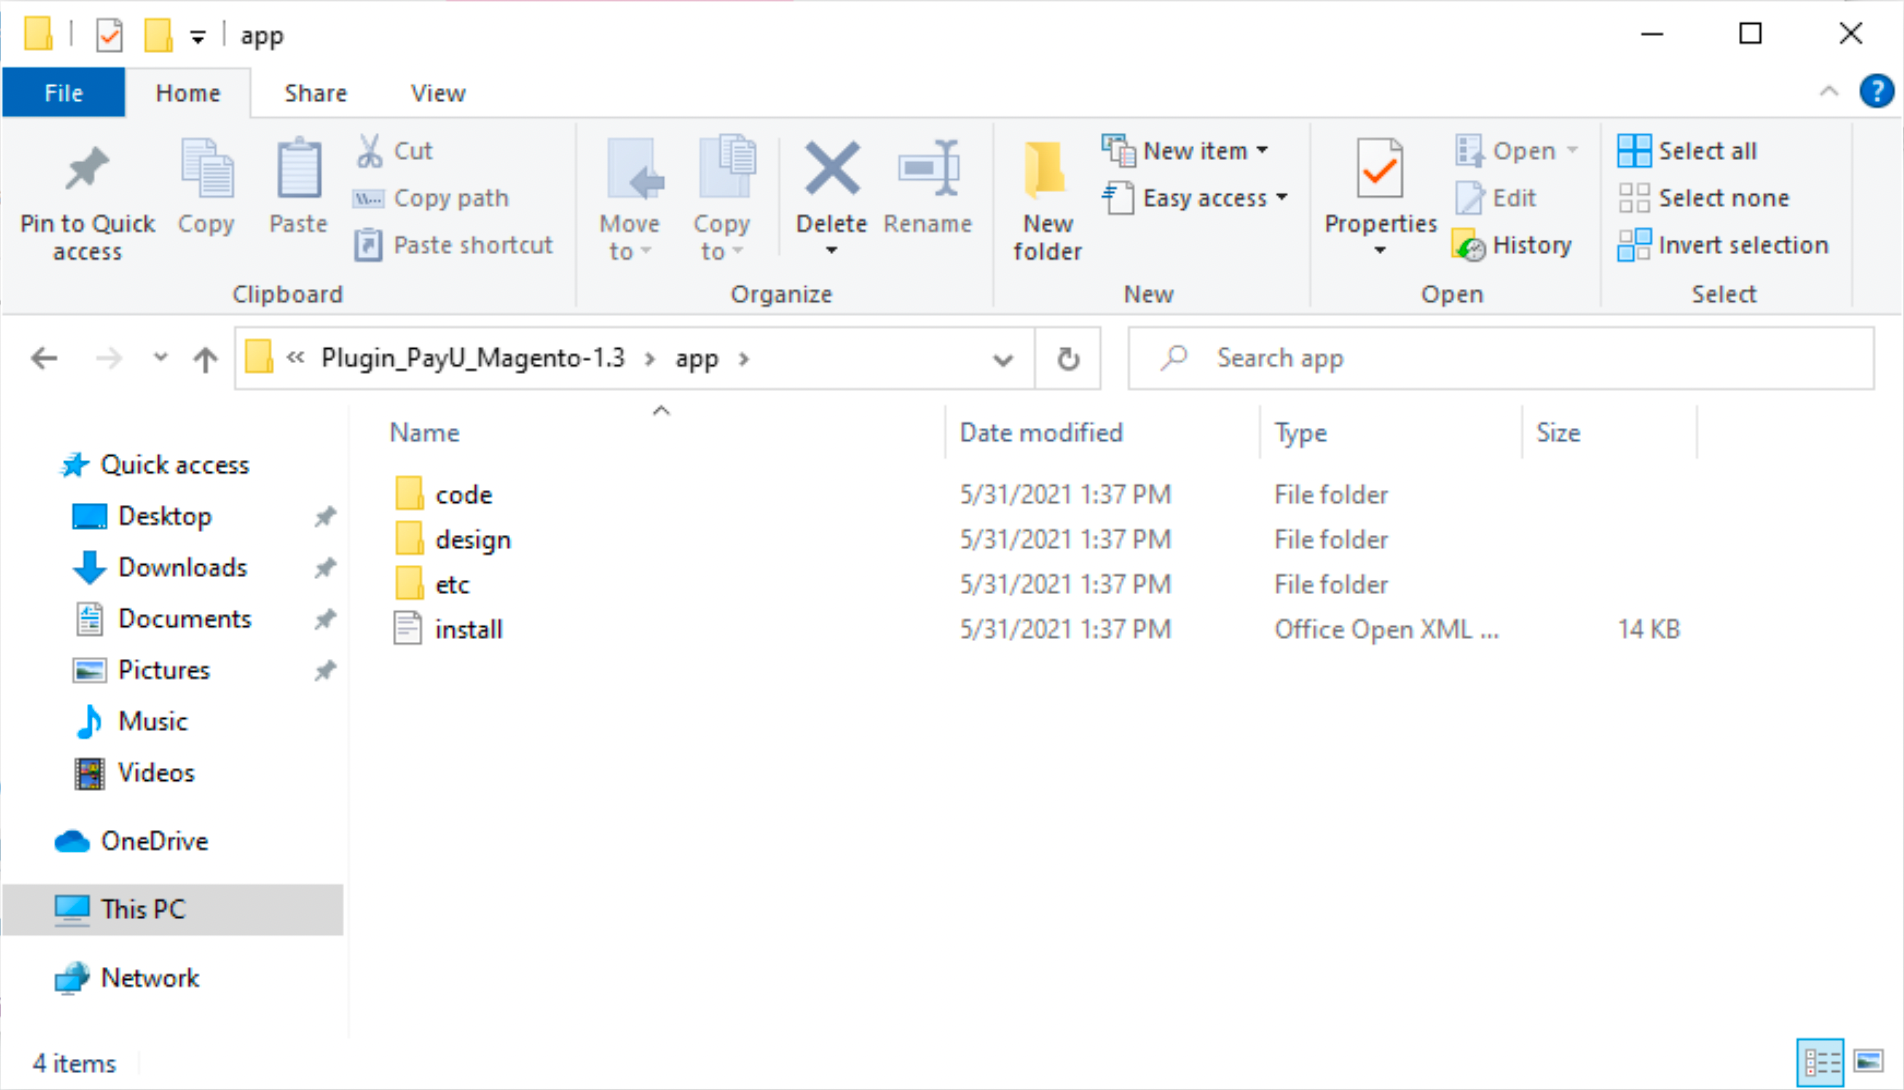 app
File Home Share View
Pin to Quick access
Copy
Paste
Cut
Copy path
Paste shortcut
Clipboard
Move to
Copy to
Delete
Rename
Organize
New folder
New item
Easy access
New
Properties
Open
Edit
History
Open
Select all
Select none
Invert selection
Select
« Plugin_PayU_Magento-1.3 › app ›
Search app
Quick access
Desktop
Downloads
Documents
Pictures
Music
Videos
OneDrive
This PC
Network
Name Date modified Type Size
code 5/31/2021 1:37 PM File folder
design 5/31/2021 1:37 PM File folder
etc 5/31/2021 1:37 PM File folder
install 5/31/2021 1:37 PM Office Open XML ... 14 KB
4 items